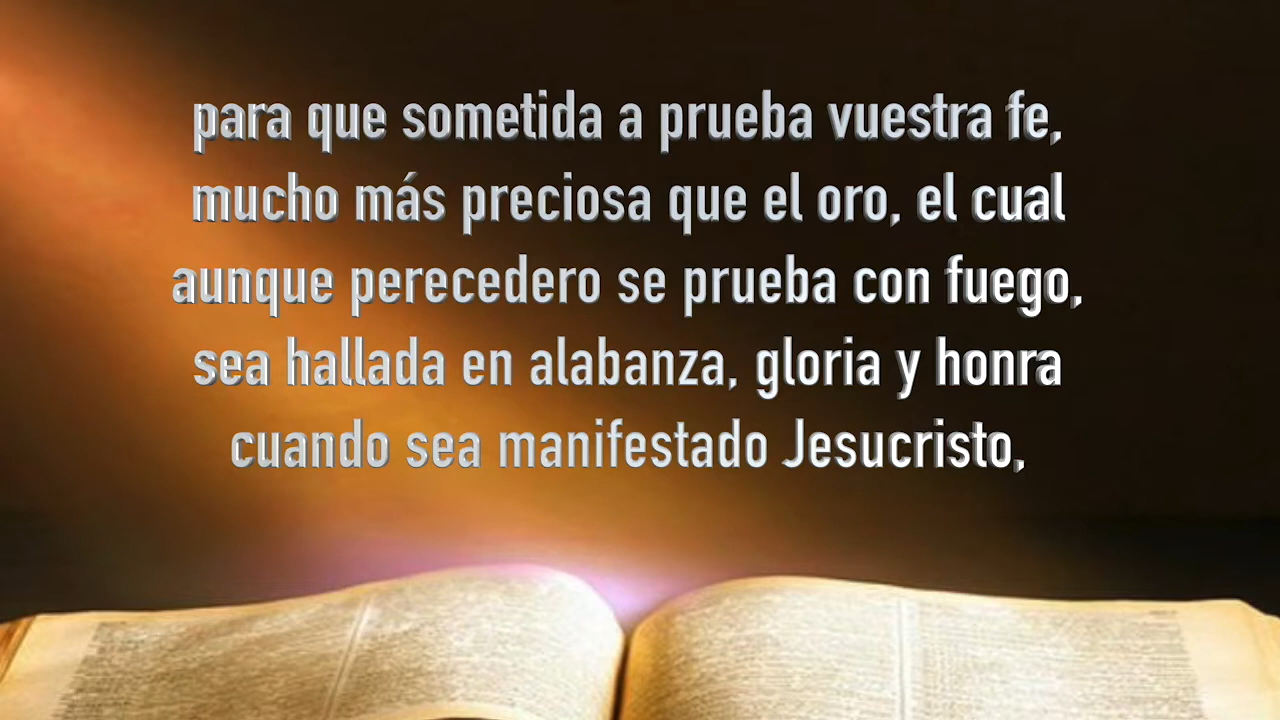 para que sometida a prueba vuestra fe,
mucho más preciosa que el oro, el cual
aunque perecedero se prueba con fuego,
sea hallada en alabanza, gloria y honra
cuando sea manifestado Jesucristo,